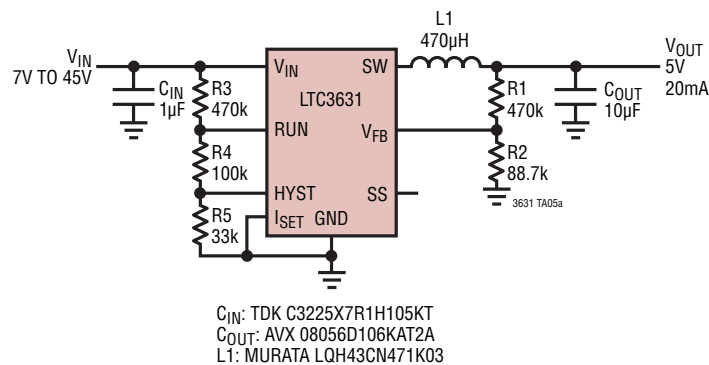 L1
470µH
VIN
7V TO 45V
CIN
1µF
R3
470k
VIN
SW
LTC3631
RUN
VFB
R4
100k
HYST
SS
ISET
GND
R5
33k
R1
470k
R2
88.7k
COUT
10µF
VOUT
5V
20mA
3631 TA05a
CIN: TDK C3225X7R1H105KT
COUT: AVX 08056D106KAT2A
L1: MURATA LQH43CN471K03